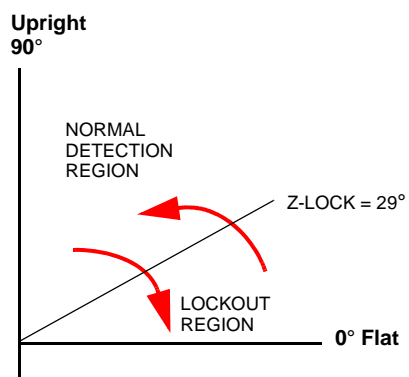 Upright
90°
NORMAL
DETECTION
REGION
Z-LOCK = 29°
LOCKOUT
REGION
0° Flat